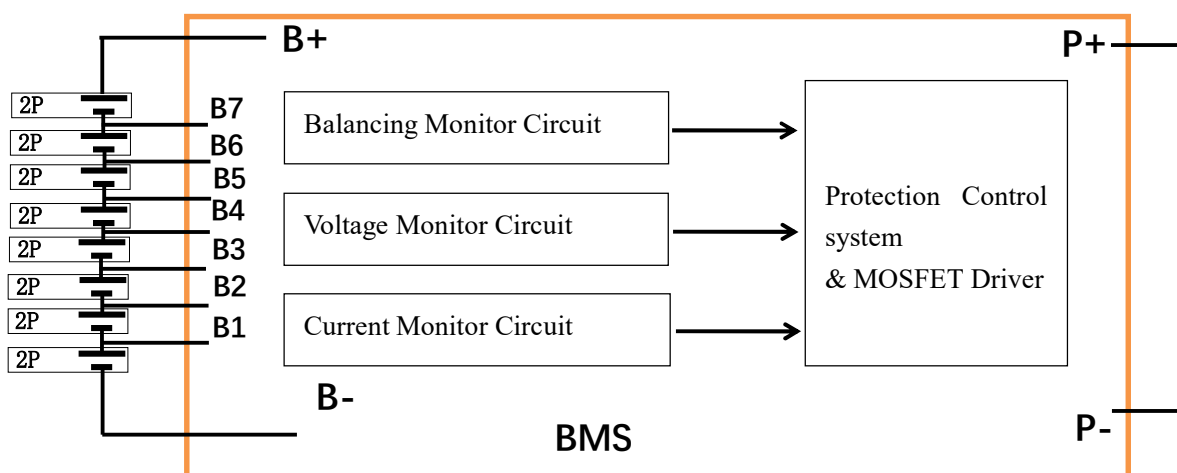 B+
P+
2P
B7
Balancing Monitor Circuit
2P
B6
2P
B5
2P
B4
Voltage Monitor Circuit
Protection Control
system
& MOSFET Driver
2P
B3
2P
B2
2P
B1
Current Monitor Circuit
2P
B-
P-
BMS